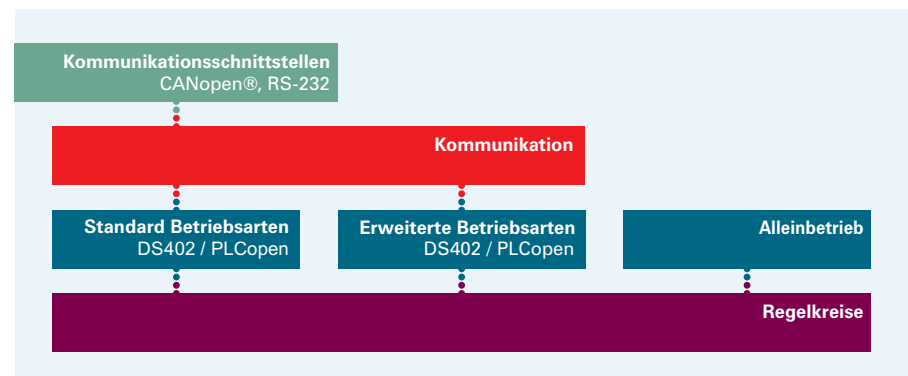 Kommunikationsschnittstellen
CANopen®, RS-232
Kommunikation
Standard Betriebsarten
DS402 / PLCopen
Erweiterte Betriebsarten
DS402 / PLCopen
Alleinbetrieb
Regelkreise